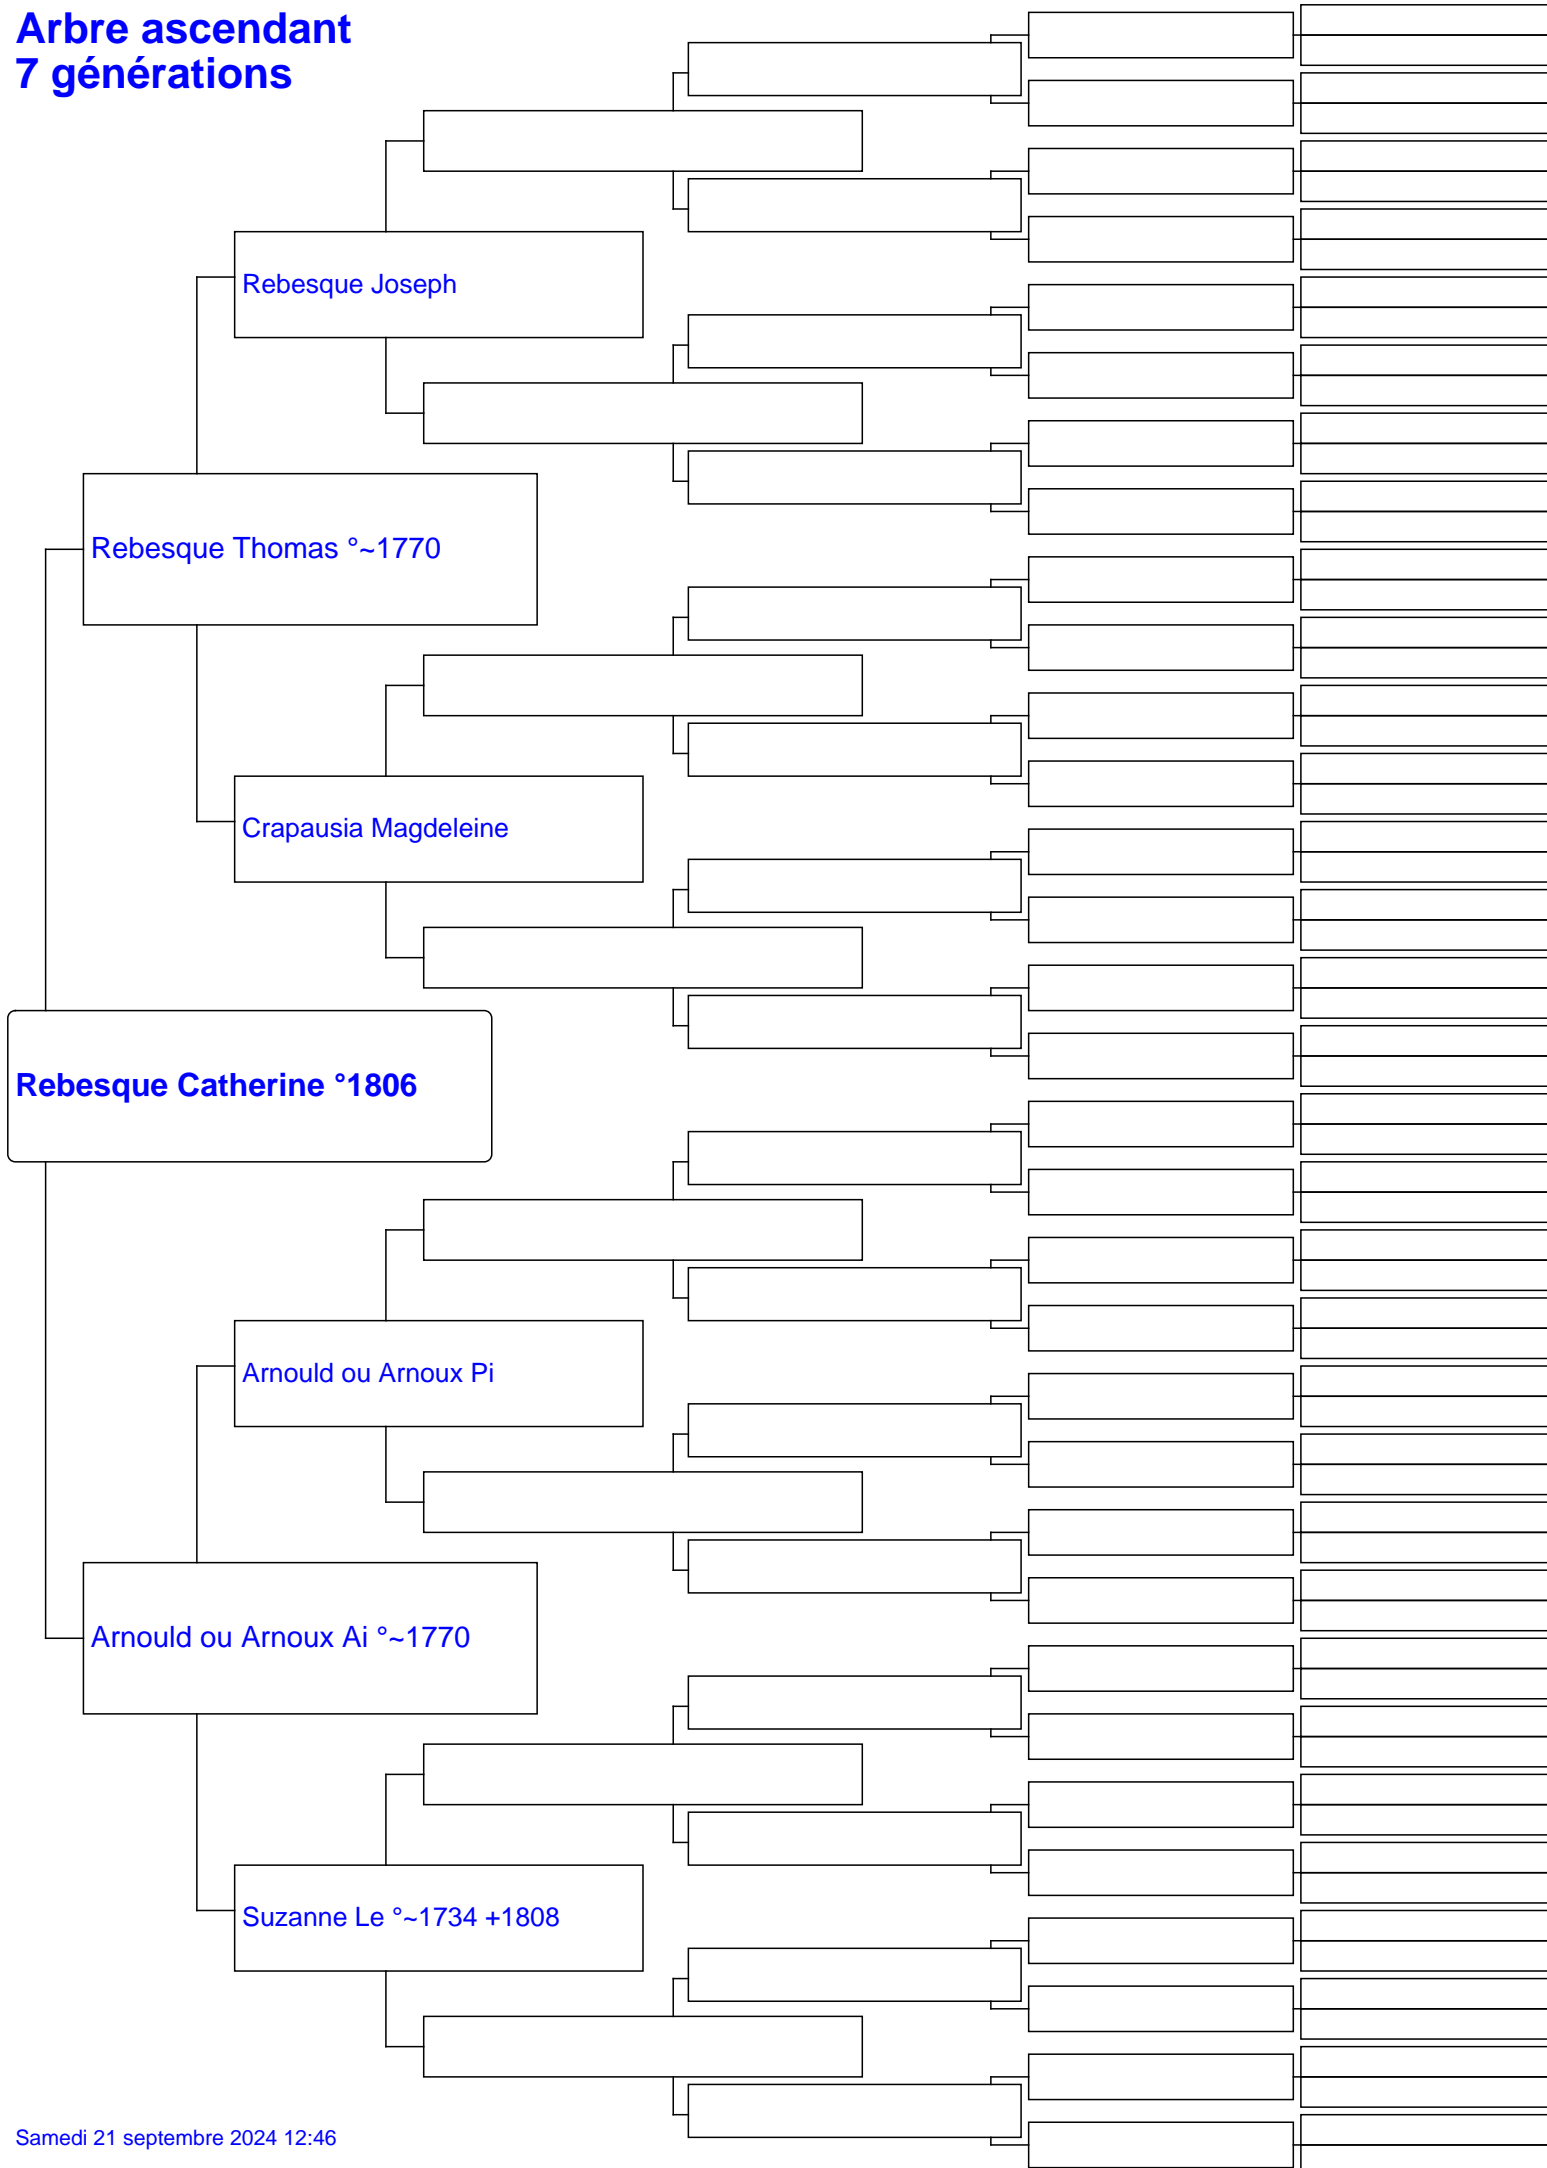 Arbre ascendant
7 générations
Rebesque Joseph
Rebesque Thomas °~1770
Crapausia Magdeleine
Rebesque Catherine °1806
Arnould ou Arnoux Pi
Arnould ou Arnoux Ai °~1770
Suzanne Le °~1734 +1808
Samedi 21 septembre 2024 12:46